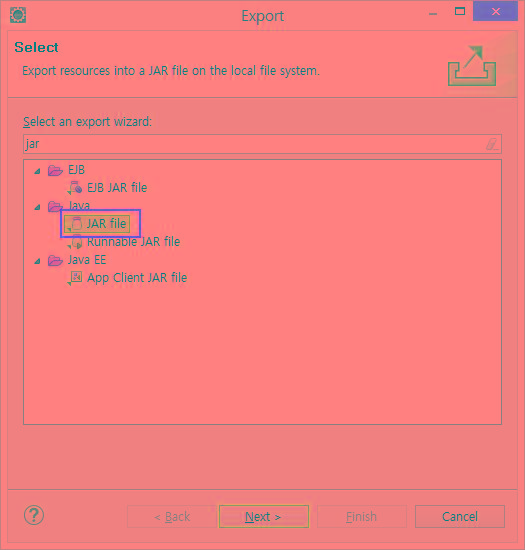 Export
Select
Export resources into a JAR file on the local file system.
Select an export wizard:
jar
EJB
EJB JAR file
Java
JAR file
Runnable JAR file
Java EE
App Client JAR file
?
< Back
Next >
Finish
Cancel